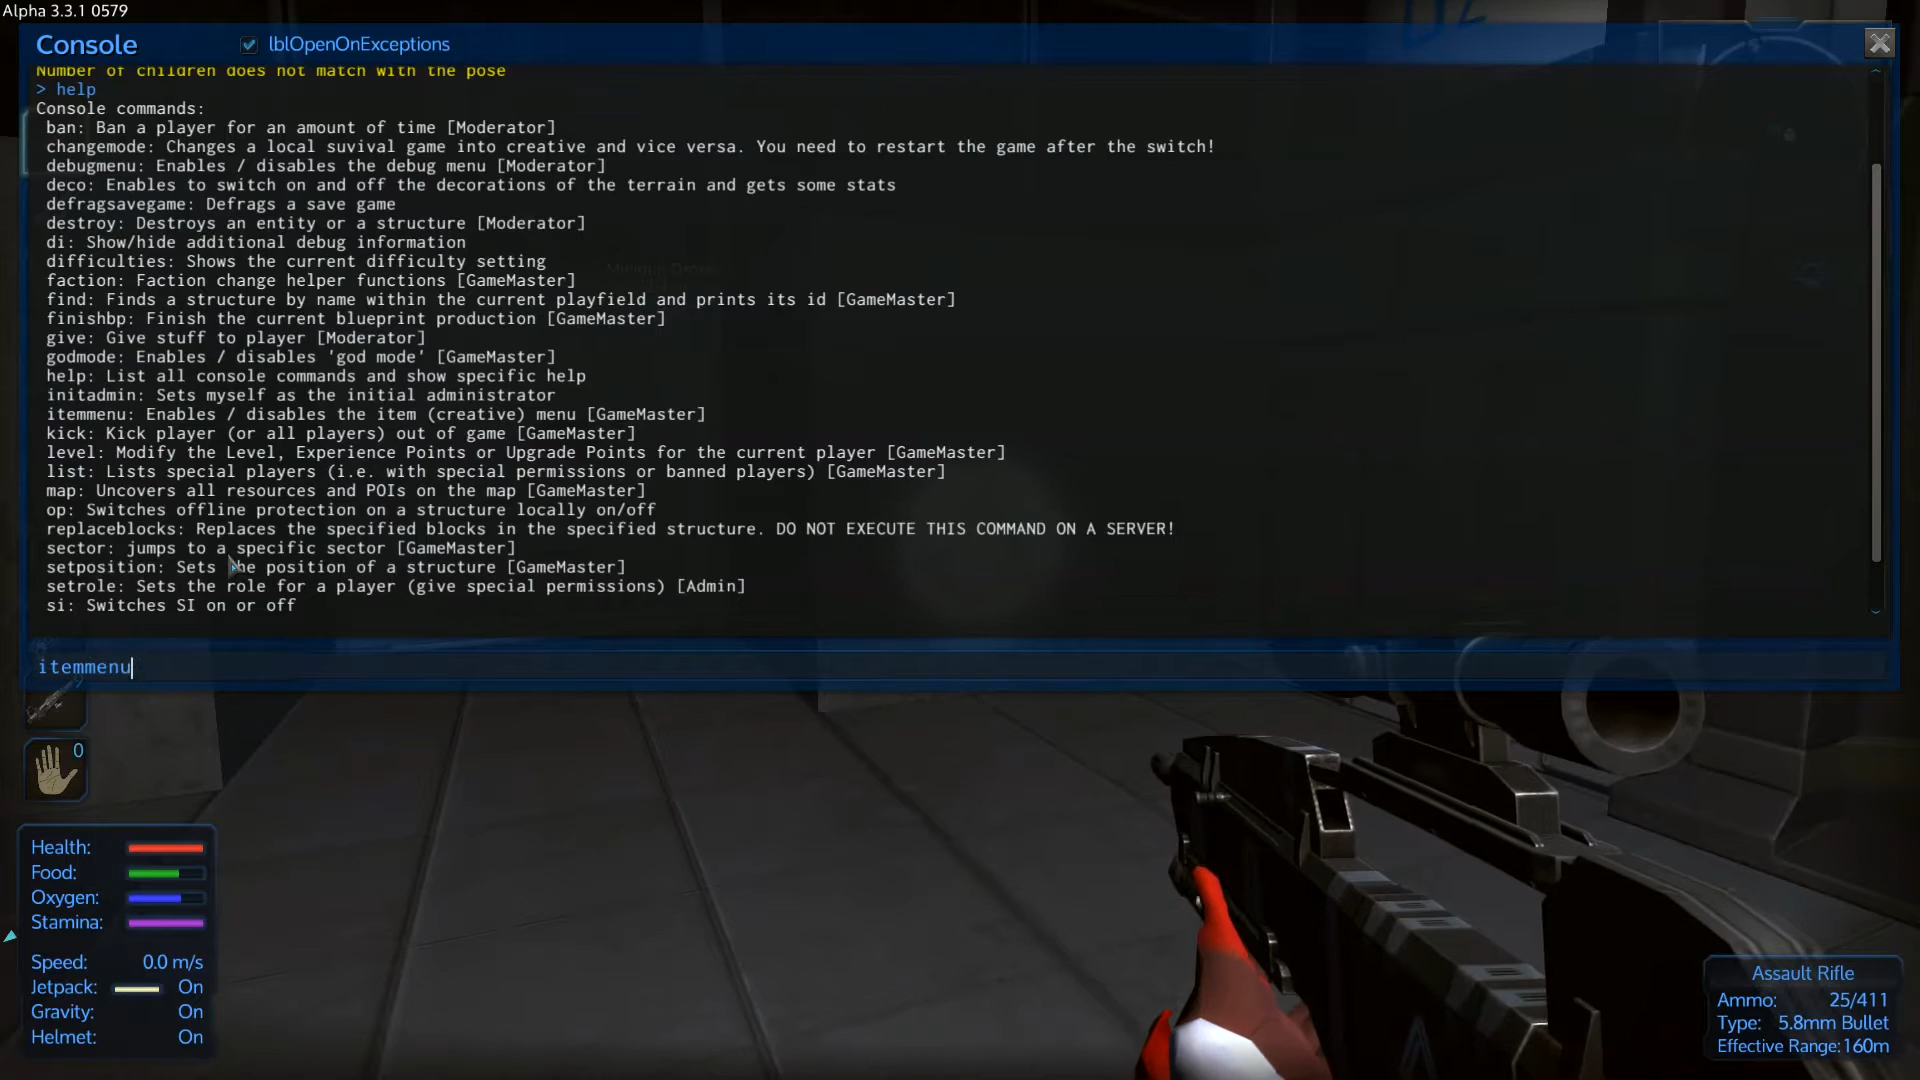 Alpha 3.3.1 0579
Console
lblOpenOnExceptions
Number of children does not match with the pose
> help
Console commands:
ban: Ban a player for an amount of time [Moderator]
changemode: Changes a local suvival game into creative and vice versa. You need to restart the game after the switch!
debugmenu: Enables / disables the debug menu [Moderator]
deco: Enables to switch on and off the decorations of the terrain and gets some stats
defragsavegame: Defrags a save game
destroy: Destroys an entity or a structure [Moderator]
di: Show/hide additional debug information
difficulties: Shows the current difficulty setting
faction: Faction change helper functions [GameMaster]
find: Finds a structure by name within the current playfield and prints its id [GameMaster]
finishbp: Finish the current blueprint production [GameMaster]
give: Give stuff to player [Moderator]
godmode: Enables / disables 'god mode' [GameMaster]
help: List all console commands and show specific help
initadmin: Sets myself as the initial administrator
itemmenu: Enables / disables the item (creative) menu [GameMaster]
kick: Kick player (or all players) out of game [GameMaster]
level: Modify the Level, Experience Points or Upgrade Points for the current player [GameMaster]
list: Lists special players (i.e. with special permissions or banned players) [GameMaster]
map: Uncovers all resources and POIs on the map [GameMaster]
op: Switches offline protection on a structure locally on/off
replaceblocks: Replaces the specified blocks in the specified structure. DO NOT EXECUTE THIS COMMAND ON A SERVER!
sector: jumps to a specific sector [GameMaster]
setposition: Sets the position of a structure [GameMaster]
setrole: Sets the role for a player (give special permissions) [Admin]
si: Switches SI on or off
itemmenu
9
0
Health:
Food:
Oxygen:
Stamina:
Speed: 0.0 m/s
Jetpack: On
Gravity: On
Helmet: On
Assault Rifle
Ammo: 25/411
Type: 5.8mm Bullet
Effective Range: 160m